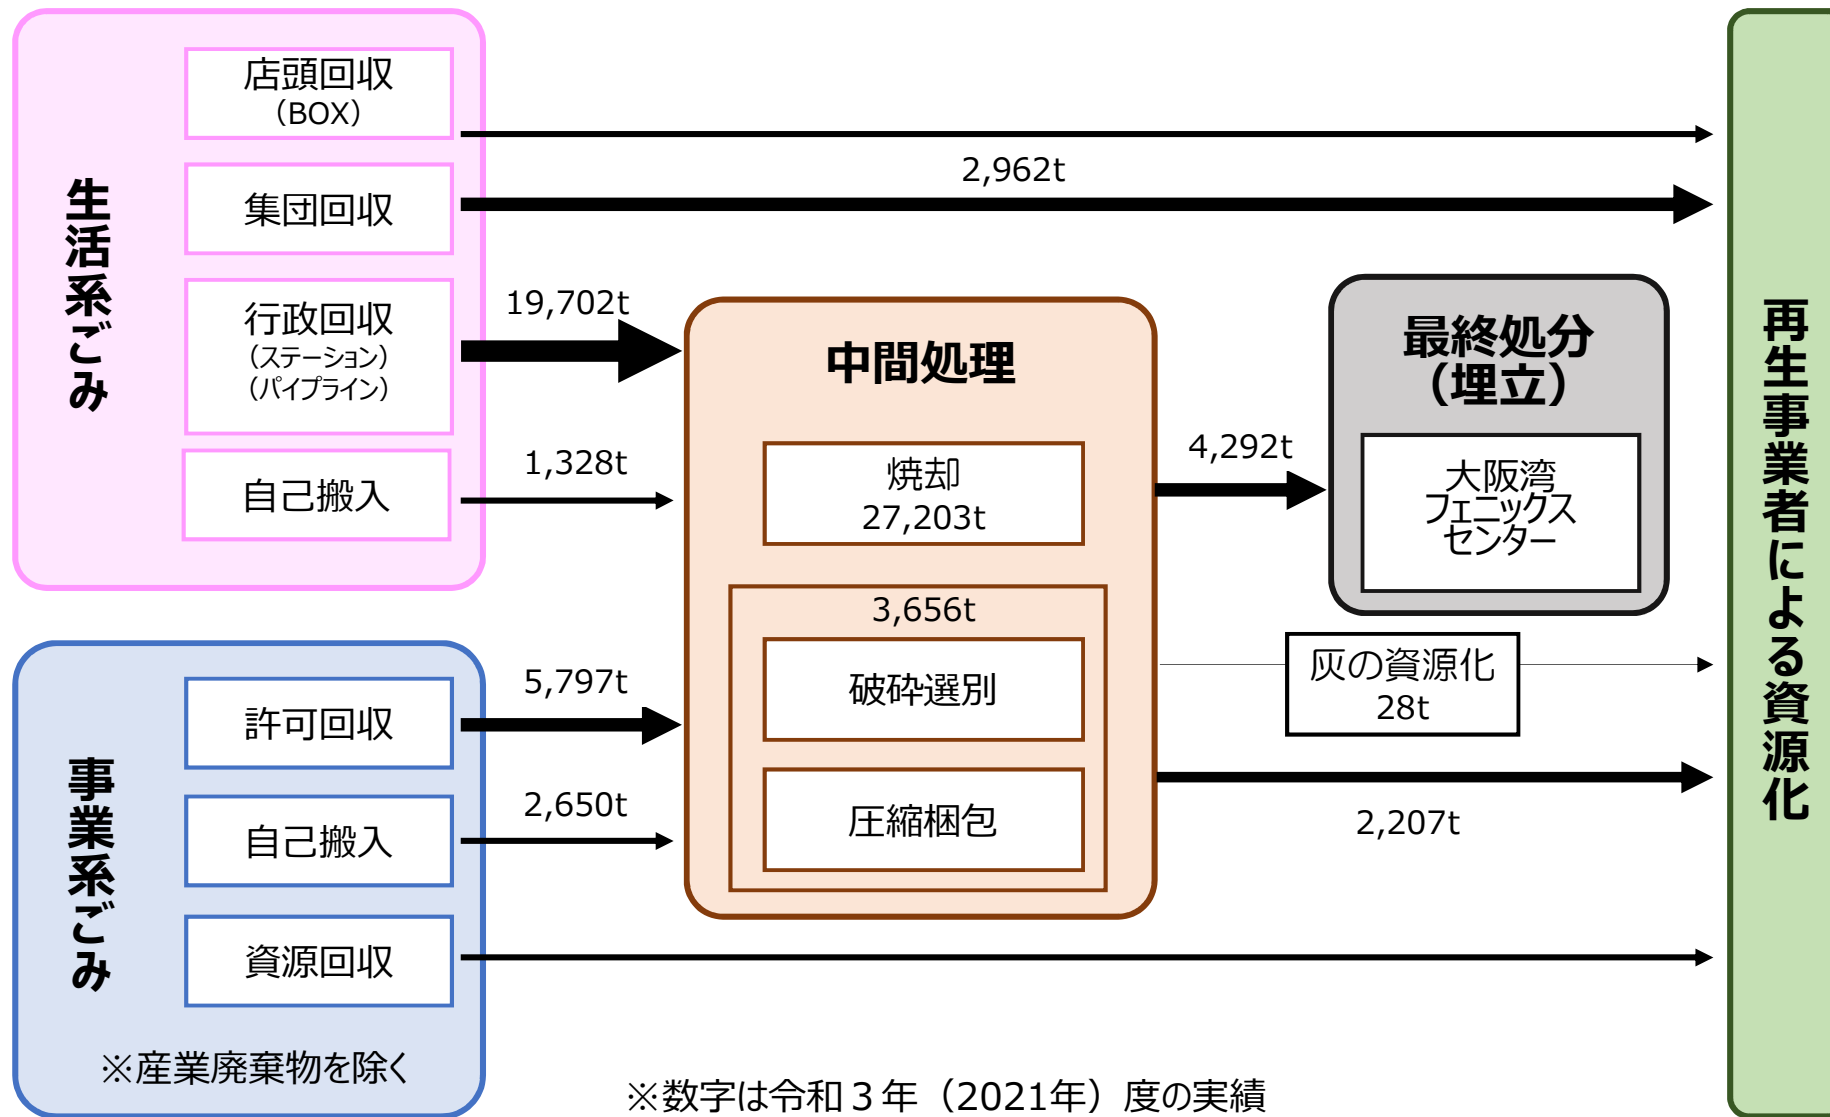 生活系ごみ
店頭回収
（BOX）
集団回収
行政回収
（ステーション）
（パイプライン）
自己搬入
2,962t
19,702t
1,328t
中間処理
焼却
27,203t
3,656t
破砕選別
圧縮梱包
4,292t
最終処分
（埋立）
大阪湾
フェニックス
センター
灰の資源化
28t
2,207t
事業系ごみ
許可回収
自己搬入
資源回収
5,797t
2,650t
※産業廃棄物を除く
再生事業者による資源化
※数字は令和３年（2021年）度の実績